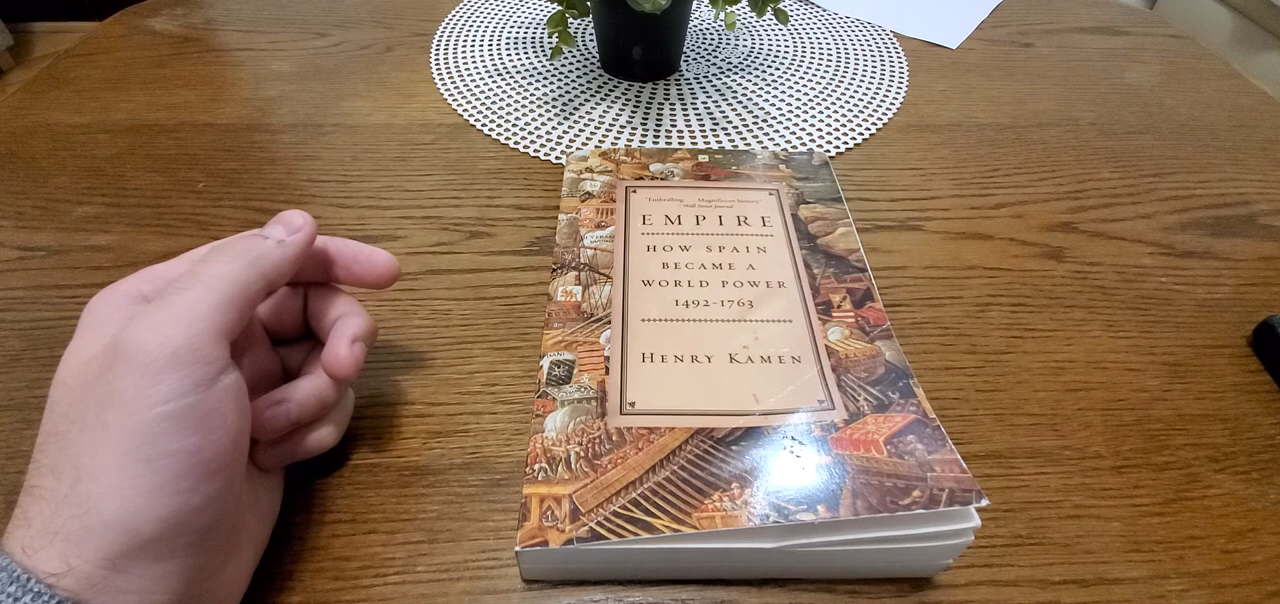 "Enthralling Magnificent history"
- Wall Street Journal
EMPIRE
HOW SPAIN
BECAME A
WORLD POWER
1492-1763
HENRY KAMEN